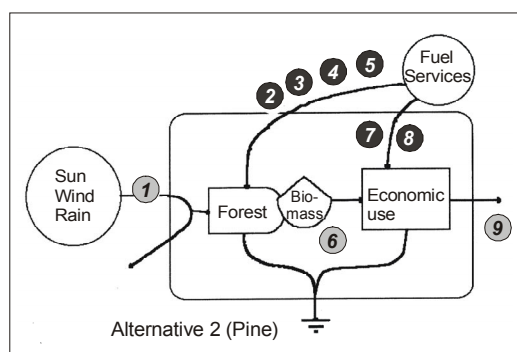 Fuel
Services
2 3 4 5
7 8
Sun
Wind
Rain
1
Forest
Bio-
mass
6
Economic
use
9
Alternative 2 (Pine)